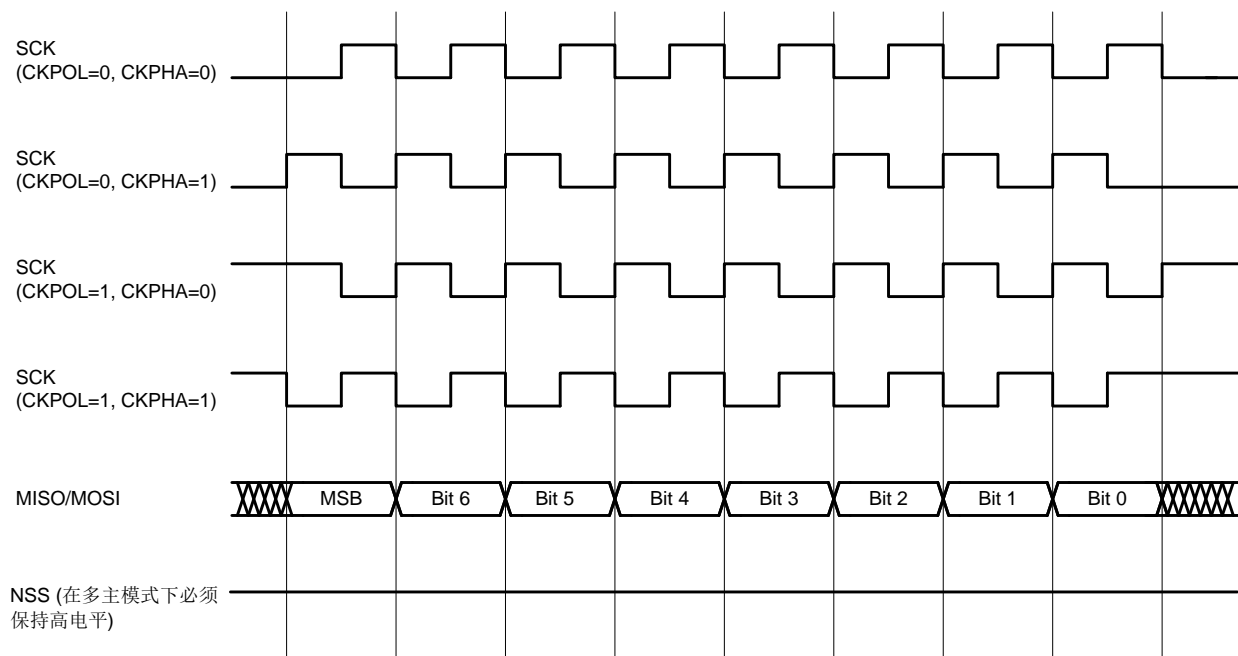 SCK
(CKPOL=0, CKPHA=0)
SCK
(CKPOL=0, CKPHA=1)
SCK
(CKPOL=1, CKPHA=0)
SCK
(CKPOL=1, CKPHA=1)
MISO/MOSI
MSB
Bit 6
Bit 5
Bit 4
Bit 3
Bit 2
Bit 1
Bit 0
NSS (在多主模式下必须
保持高电平)